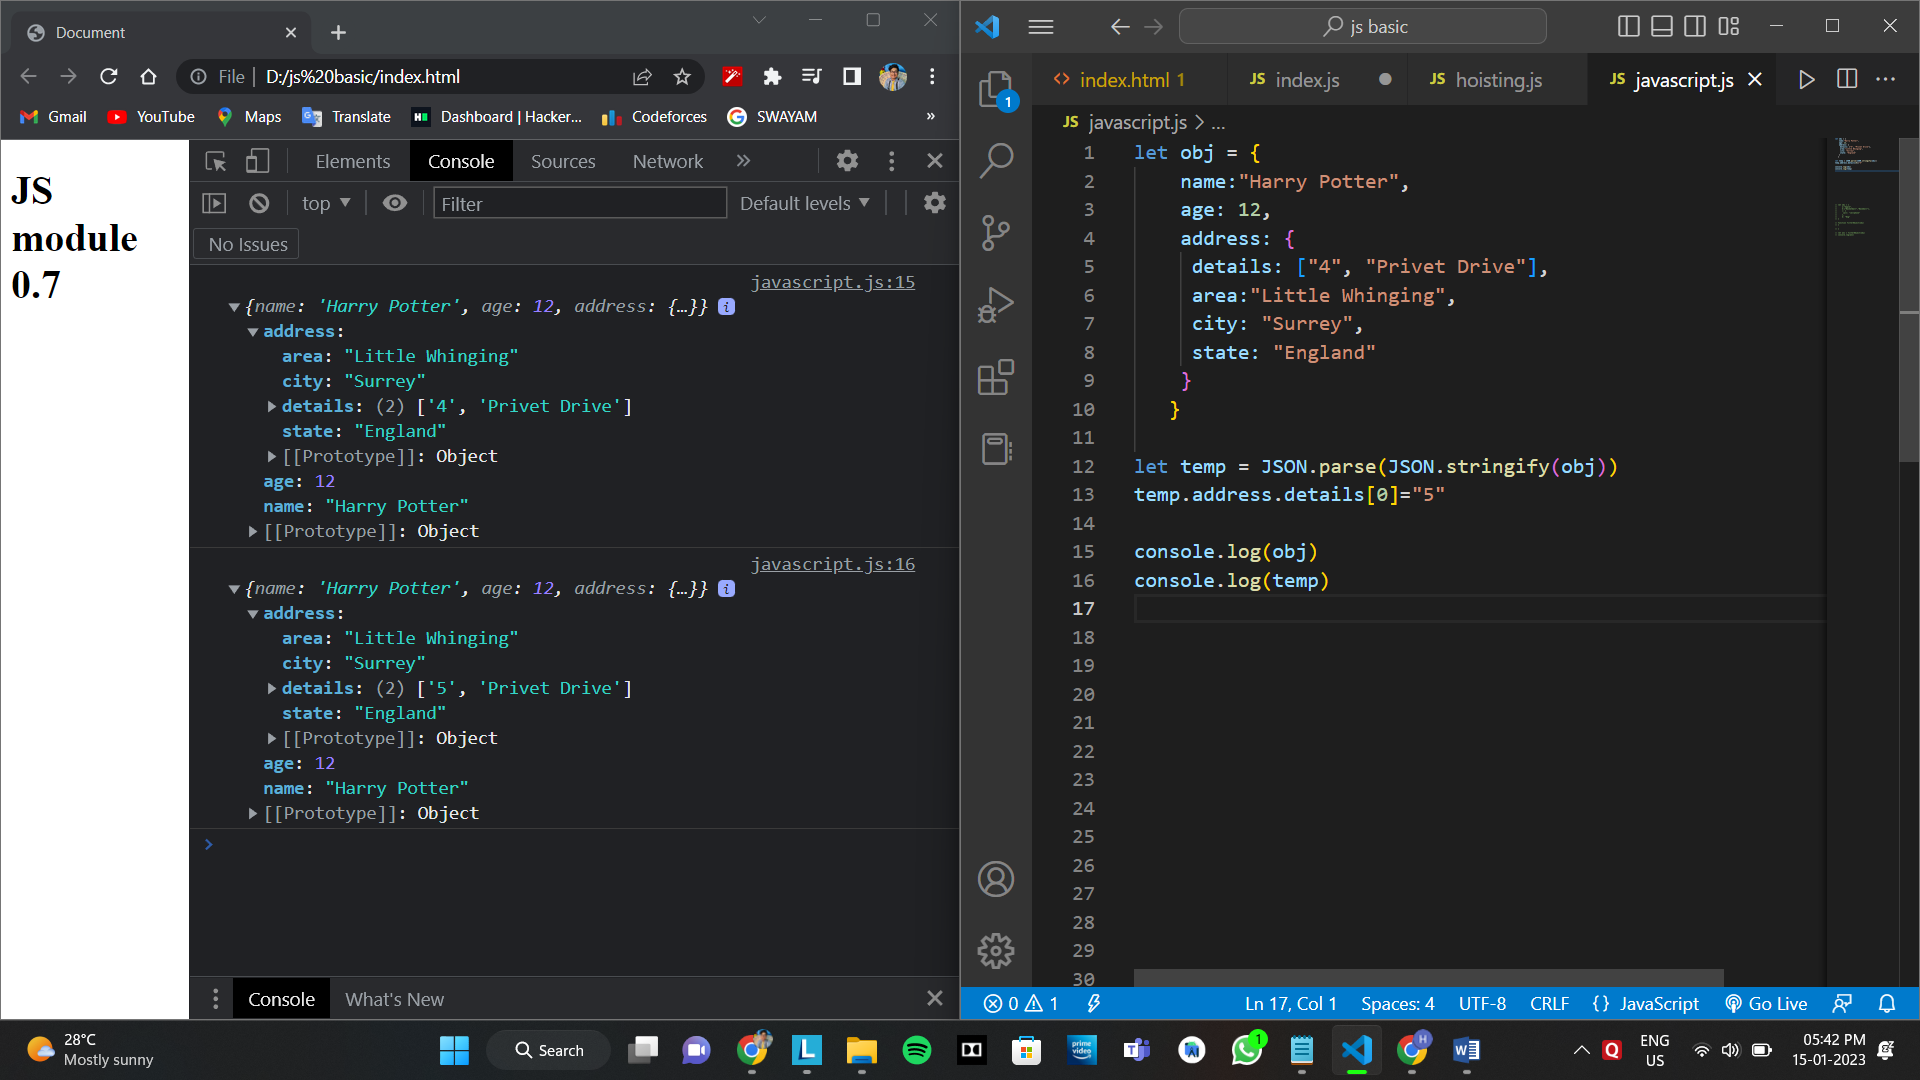 Document
File | D:/js%20basic/index.html
Gmail YouTube Maps Translate Dashboard | Hacker... Codeforces SWAYAM »
JS
module
0.7
Elements Console Sources Network »
top Filter Default levels
No Issues
javascript.js:15
{name: 'Harry Potter', age: 12, address: {…}} i
address:
area: "Little Whinging"
city: "Surrey"
details: (2) ['4', 'Privet Drive']
state: "England"
[[Prototype]]: Object
age: 12
name: "Harry Potter"
[[Prototype]]: Object
javascript.js:16
{name: 'Harry Potter', age: 12, address: {…}} i
address:
area: "Little Whinging"
city: "Surrey"
details: (2) ['5', 'Privet Drive']
state: "England"
[[Prototype]]: Object
age: 12
name: "Harry Potter"
[[Prototype]]: Object
Console What's New
js basic
index.html 1 JS index.js JS hoisting.js JS javascript.js
1
JS javascript.js > ...
1 let obj = {
2 name:"Harry Potter",
3 age: 12,
4 address: {
5 details: ["4", "Privet Drive"],
6 area:"Little Whinging",
7 city: "Surrey",
8 state: "England"
9 }
10 }
11
12 let temp = JSON.parse(JSON.stringify(obj))
13 temp.address.details[0]="5"
14
15 console.log(obj)
16 console.log(temp)
17
18
19
20
21
22
23
24
25
26
27
28
29
30
0 1 Ln 17, Col 1 Spaces: 4 UTF-8 CRLF {} JavaScript Go Live
28°C
Mostly sunny
Search
prime video
1
ENG
US
05:42 PM
15-01-2023